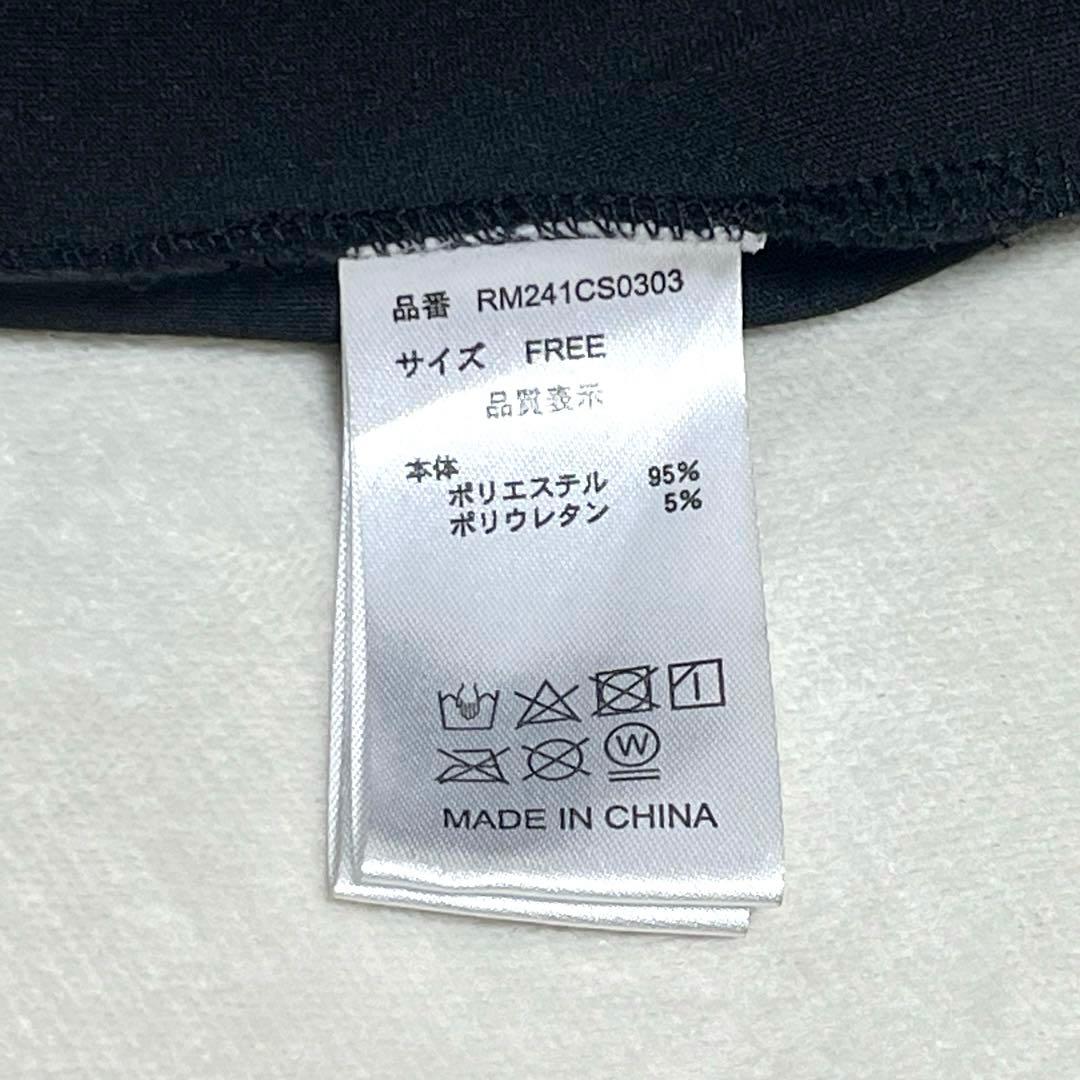 品番 RM241CS0303
サイズ FREE
品質表示
本体
ポリエステル 95%
ポリウレタン 5%
W
MADE IN CHINA